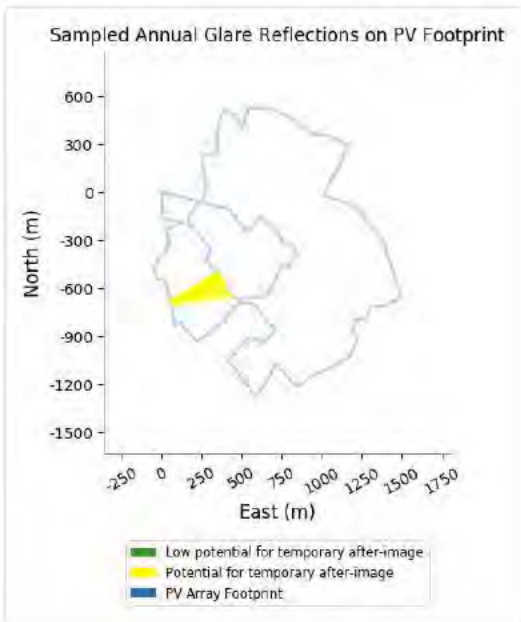 Sampled Annual Glare Reflections on PV Footprint
600
300
0
-300
-600
-900
-1200
-1500
North (m)
-250
0
250
500
750
1000
1250
1500
1750
East (m)
Low potential for temporary after-image
Potential for temporary after-image
PV Array Footprint